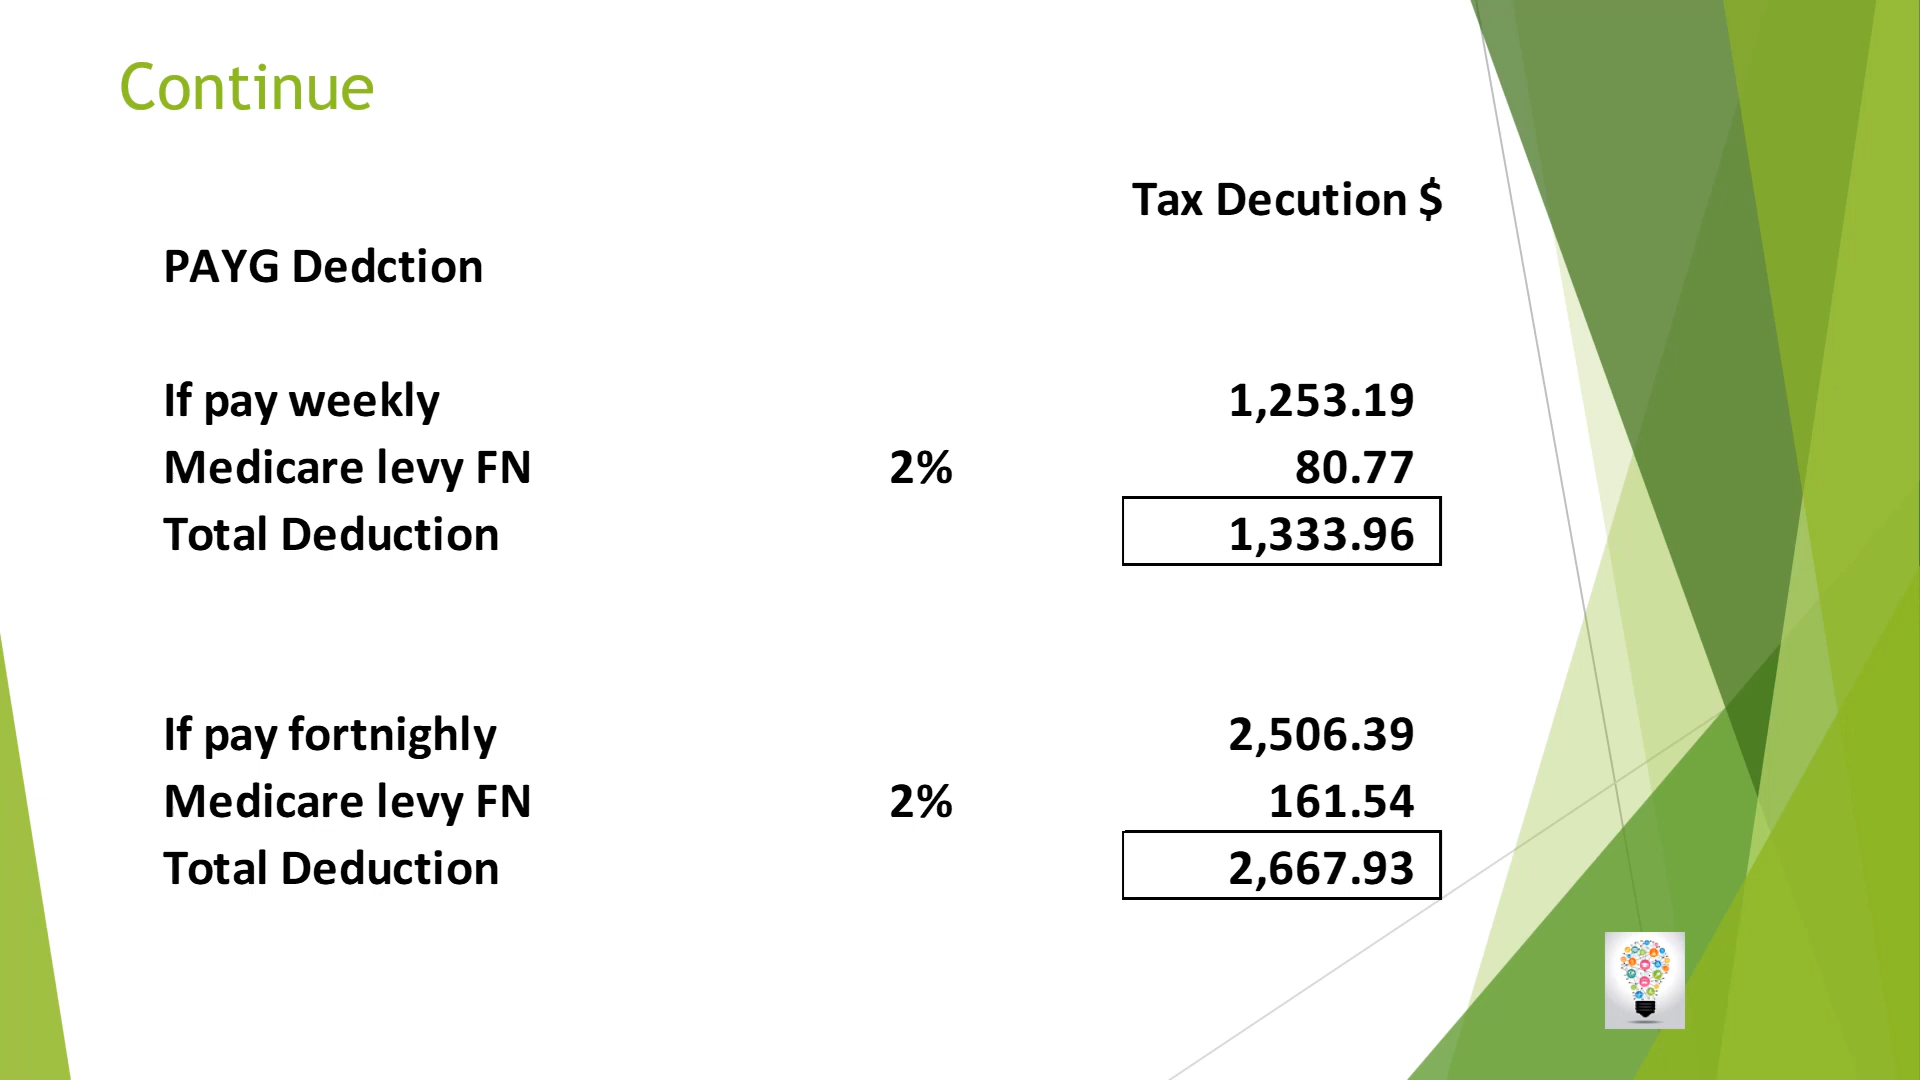 Continue
Tax Decution $
PAYG Dedction
If pay weekly 1,253.19
Medicare levy FN 2% 80.77
Total Deduction 1,333.96
If pay fortnighly 2,506.39
Medicare levy FN 2% 161.54
Total Deduction 2,667.93